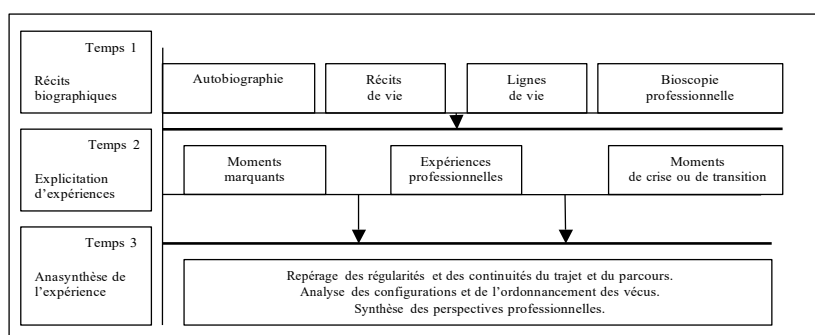 Temps 1
Récits
biographiques
Autobiographie
Récits
de vie
Lignes
de vie
Bioscopie
professionnelle
Temps 2
Explicitation
d'expériences
Moments
marquants
Expériences
professionnelles
Moments
de crise ou de transition
Temps 3
Anasynthèse de
l'expérience
Repérage des régularités et des continuités du trajet et du parcours.
Analyse des configurations et de l'ordonnancement des vécus.
Synthèse des perspectives professionnelles.